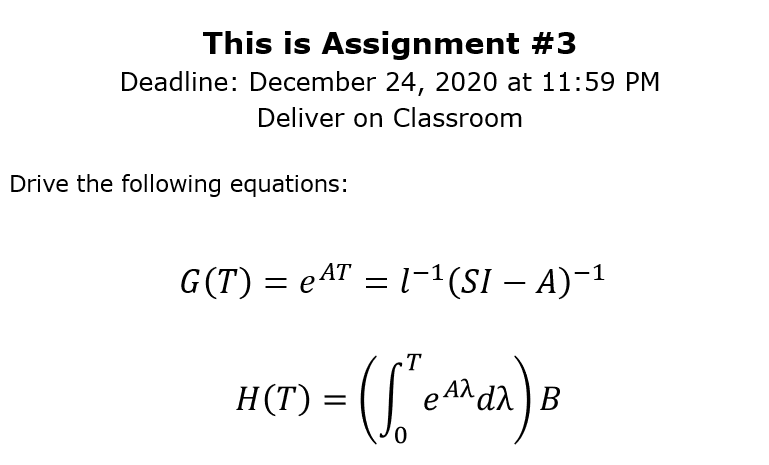 This is Assignment #3
Deadline: December 24, 2020 at 11:59 PM
Deliver on Classroom
Drive the following equations:
G(T) = e^{AT} = l^{-1}(SI − A)^{-1}
H(T) = (∫_0^T e^{Aλ}dλ) B